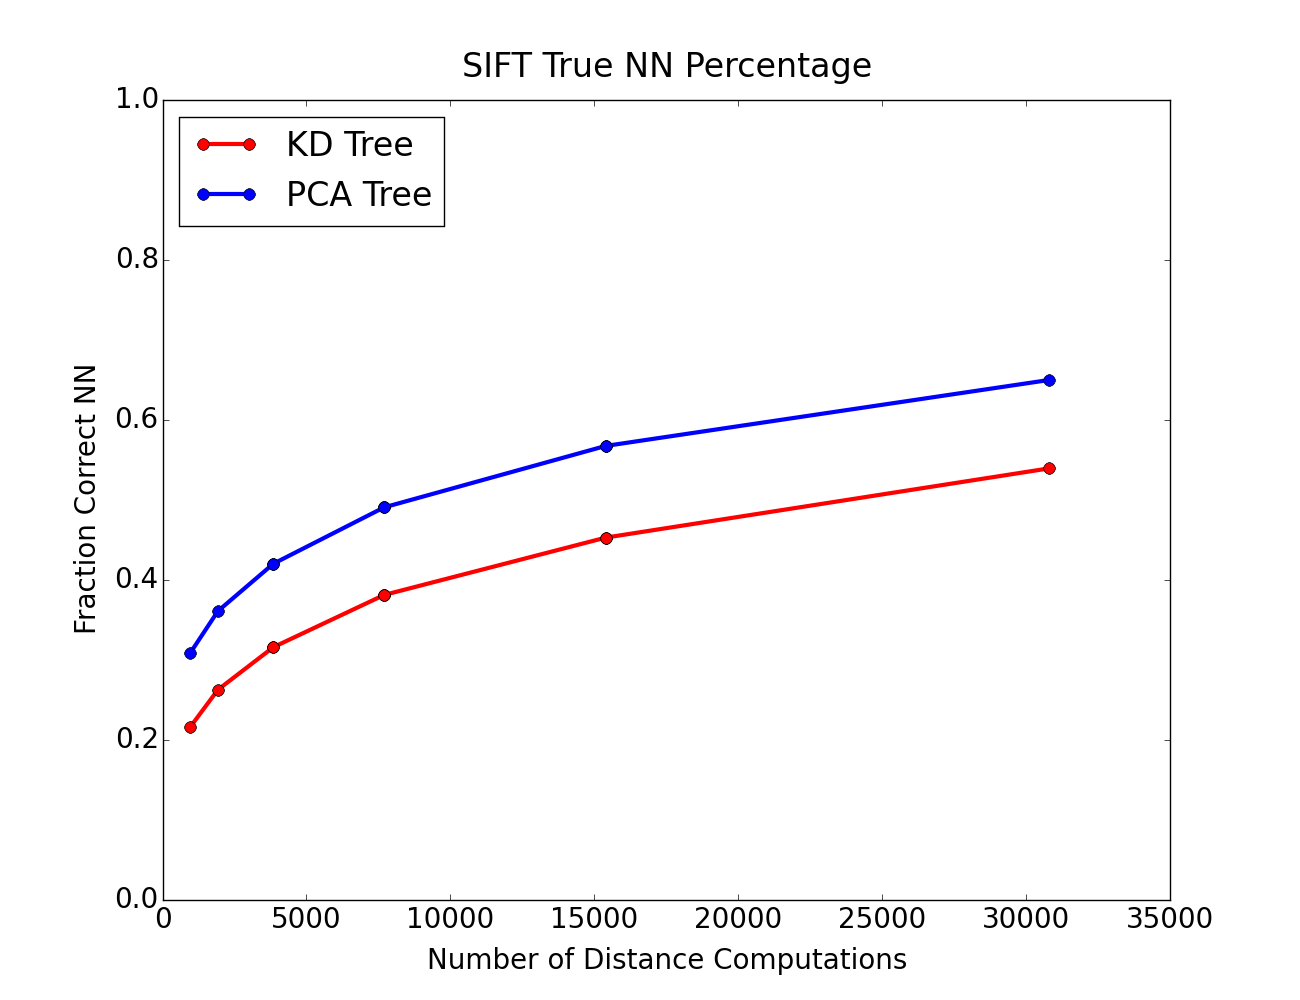 SIFT True NN Percentage
KD Tree
PCA Tree
1.0
0.8
0.6
0.4
0.2
0.0
Fraction Correct NN
0 5000 10000 15000 20000 25000 30000 35000
Number of Distance Computations